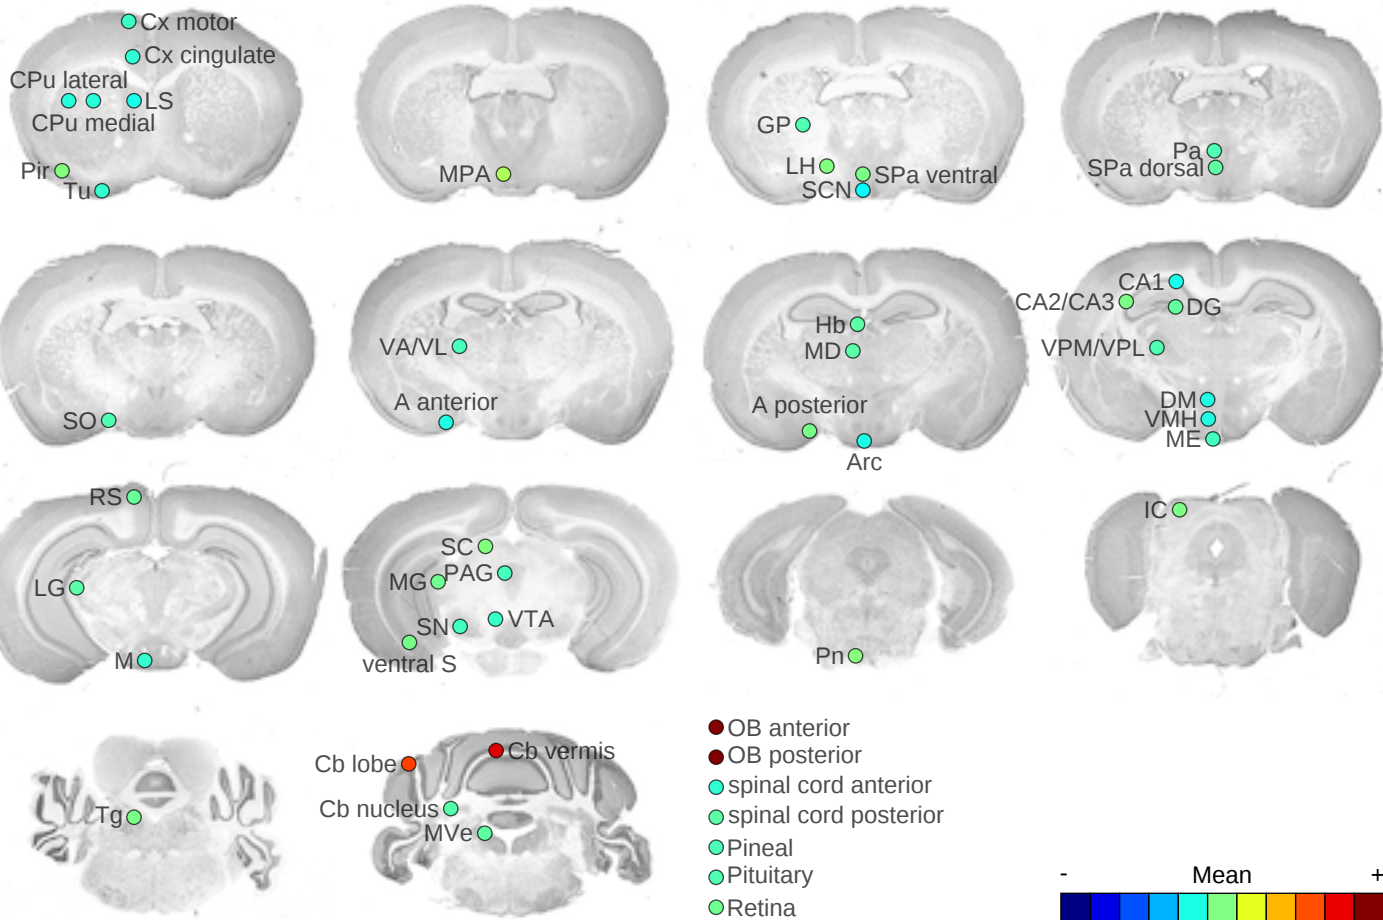 Cx motor
Cx cingulate
CPu lateral
LS
CPu medial
Pir
Tu
MPA
GP
LH
SPa ventral
SCN
Pa
SPa dorsal
SO
VA/VL
A anterior
Hb
MD
A posterior
Arc
CA1
CA2/CA3
DG
VPM/VPL
DM
VMH
ME
RS
LG
M
SC
MG
PAG
SN
VTA
ventral S
Pn
IC
Tg
Cb lobe
Cb vermis
Cb nucleus
MVe
OB anterior
OB posterior
spinal cord anterior
spinal cord posterior
Pineal
Pituitary
Retina
- Mean +